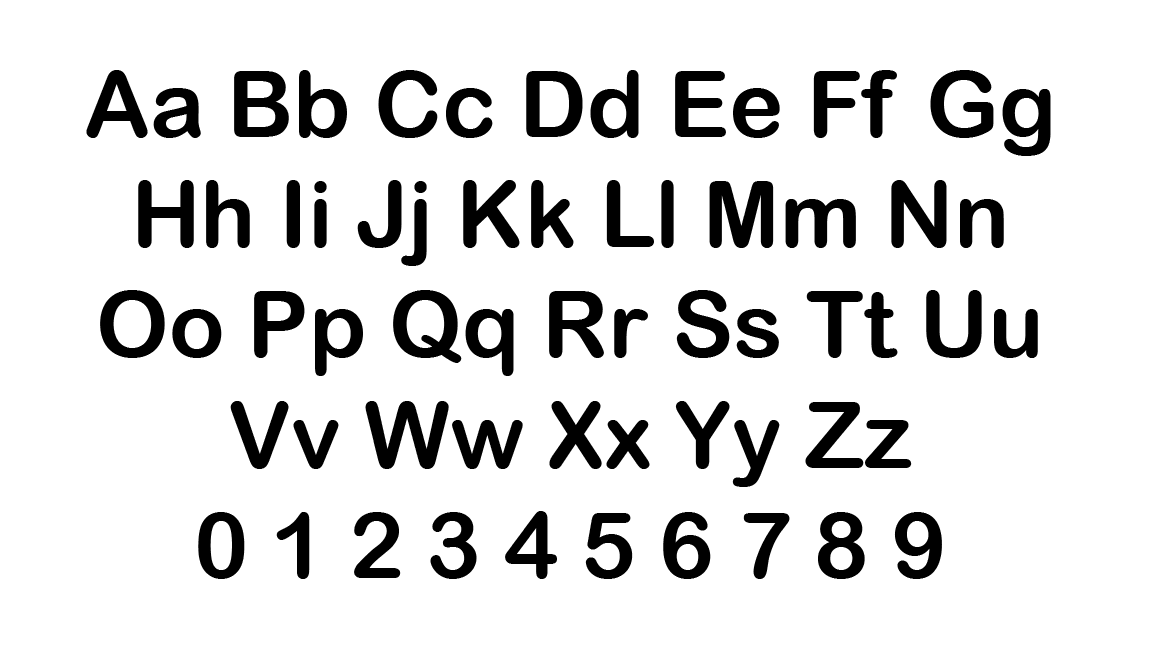 Aa Bb Cc Dd Ee Ff Gg
Hh Ii Jj Kk Ll Mm Nn
Oo Pp Qq Rr Ss Tt Uu
Vv Ww Xx Yy Zz
0 1 2 3 4 5 6 7 8 9